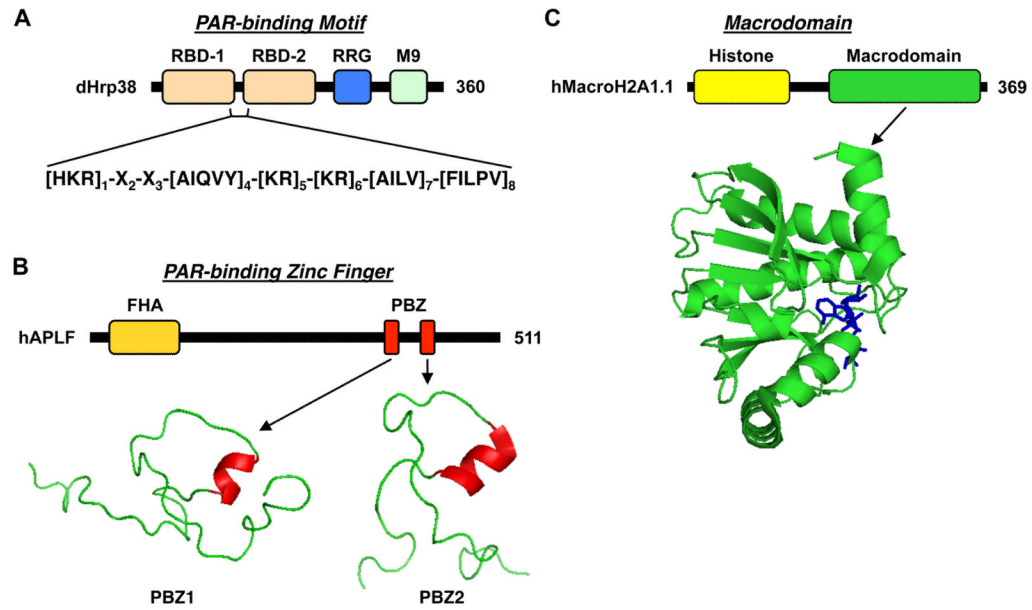 A
PAR-binding Motif
RBD-1 RBD-2 RRG M9
dHrp38 360
[HKR]1-X2-X3-[AIQVY]4-[KR]5-[KR]6-[AILV]7-[FILPV]8
B
PAR-binding Zinc Finger
FHA PBZ
hAPLF 511
PBZ1 PBZ2
C
Macrodomain
Histone Macrodomain
hMacroH2A1.1 369